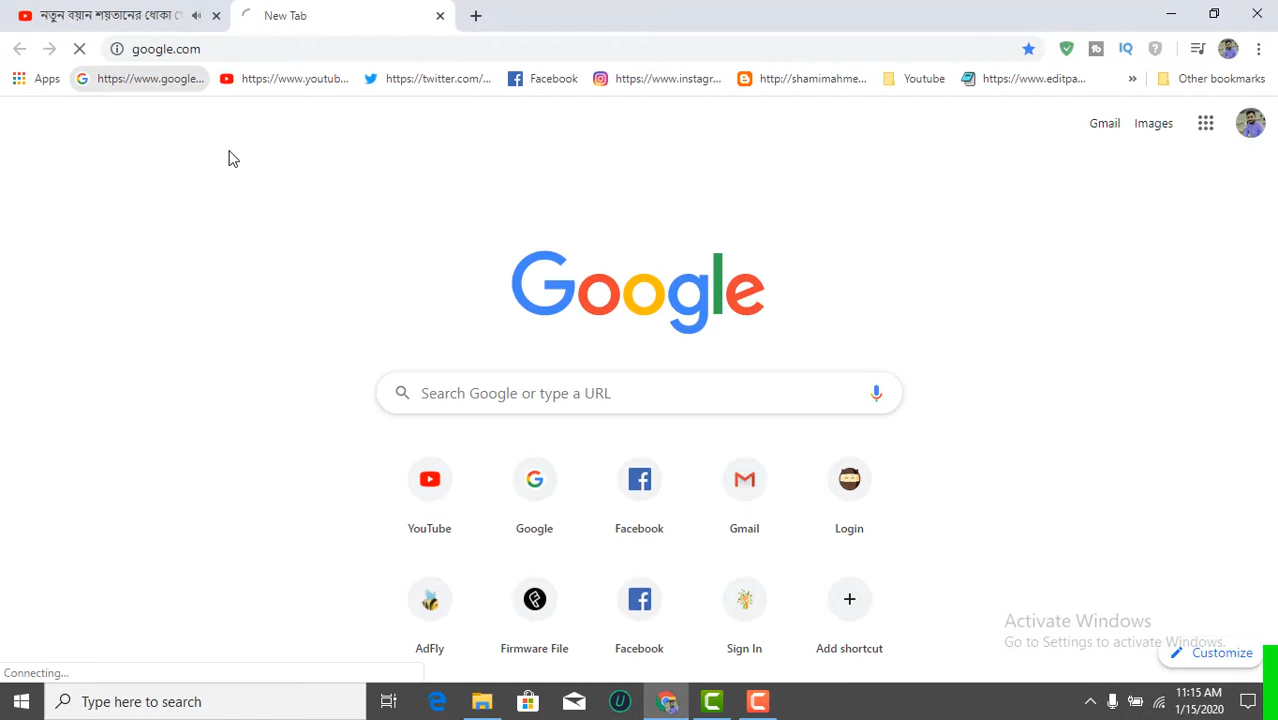 নতুন বয়ান শয়তানের ধোকা
New Tab
google.com
Apps
https://www.google...
https://www.youtub...
https://twitter.com/...
Facebook
https://www.instagr...
http://shamimahme...
Youtube
https://www.editpa...
Other bookmarks
Gmail
Images
Google
Search Google or type a URL
YouTube
Google
Facebook
Gmail
Login
AdFly
Firmware File
Facebook
Sign In
Add shortcut
Activate Windows
Go to Settings to activate Windows.
Customize
Connecting...
Type here to search
11:15 AM
1/15/2020